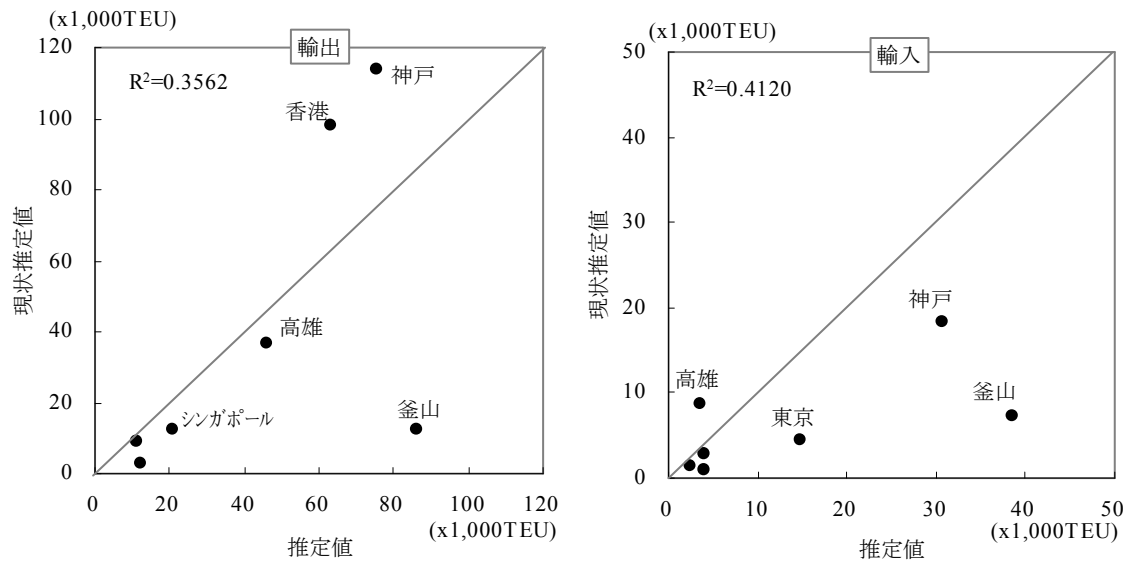 (x1,000TEU)
輸出
120
R²=0.3562
神戸
香港
100
80
60
40
高雄
20
シンガポール
釜山
0
0 20 40 60 80 100 120
(x1,000TEU)
推定値
現状推定値
(x1,000TEU)
輸入
50
R²=0.4120
40
30
20
神戸
10
高雄
東京
釜山
0
0 10 20 30 40 50
(x1,000TEU)
推定値
現状推定値